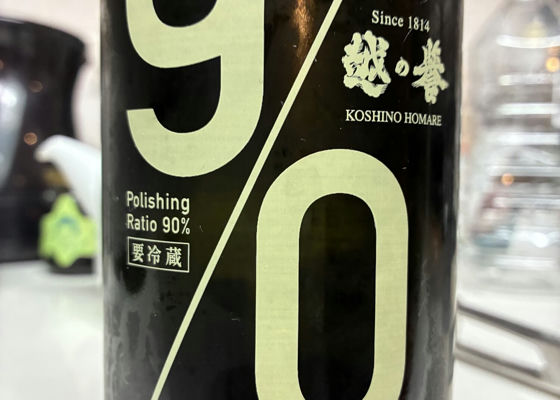 9/0
Since 1814
越の誉
KOSHINO HOMARE
Polishing
Ratio 90%
要冷蔵